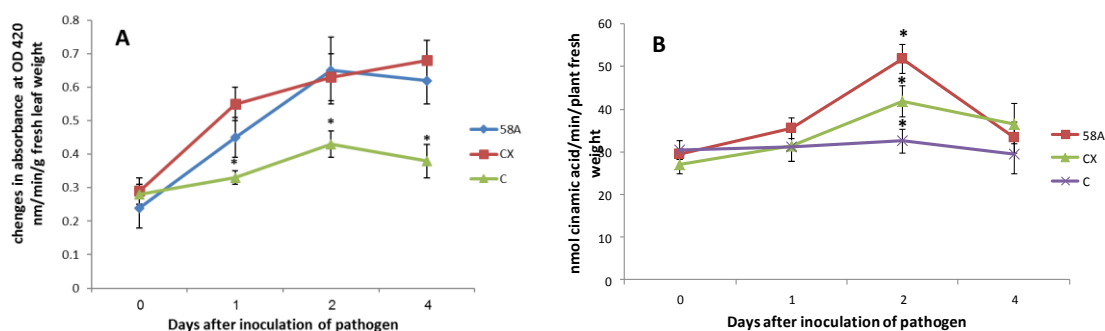 A
chenges in absorbance at OD 420
nm/min/g fresh leaf weight
0.8
0.7
0.6
0.5
0.4
0.3
0.2
0.1
0
*
*
*
0 1 2 4
Days after inoculation of pathogen
58A
CX
C
B
nmol cinamic acid/min/plant fresh
weight
60
50
40
30
20
10
0
*
*
*
0 1 2 4
Days after inoculation of pathogen
58A
CX
C